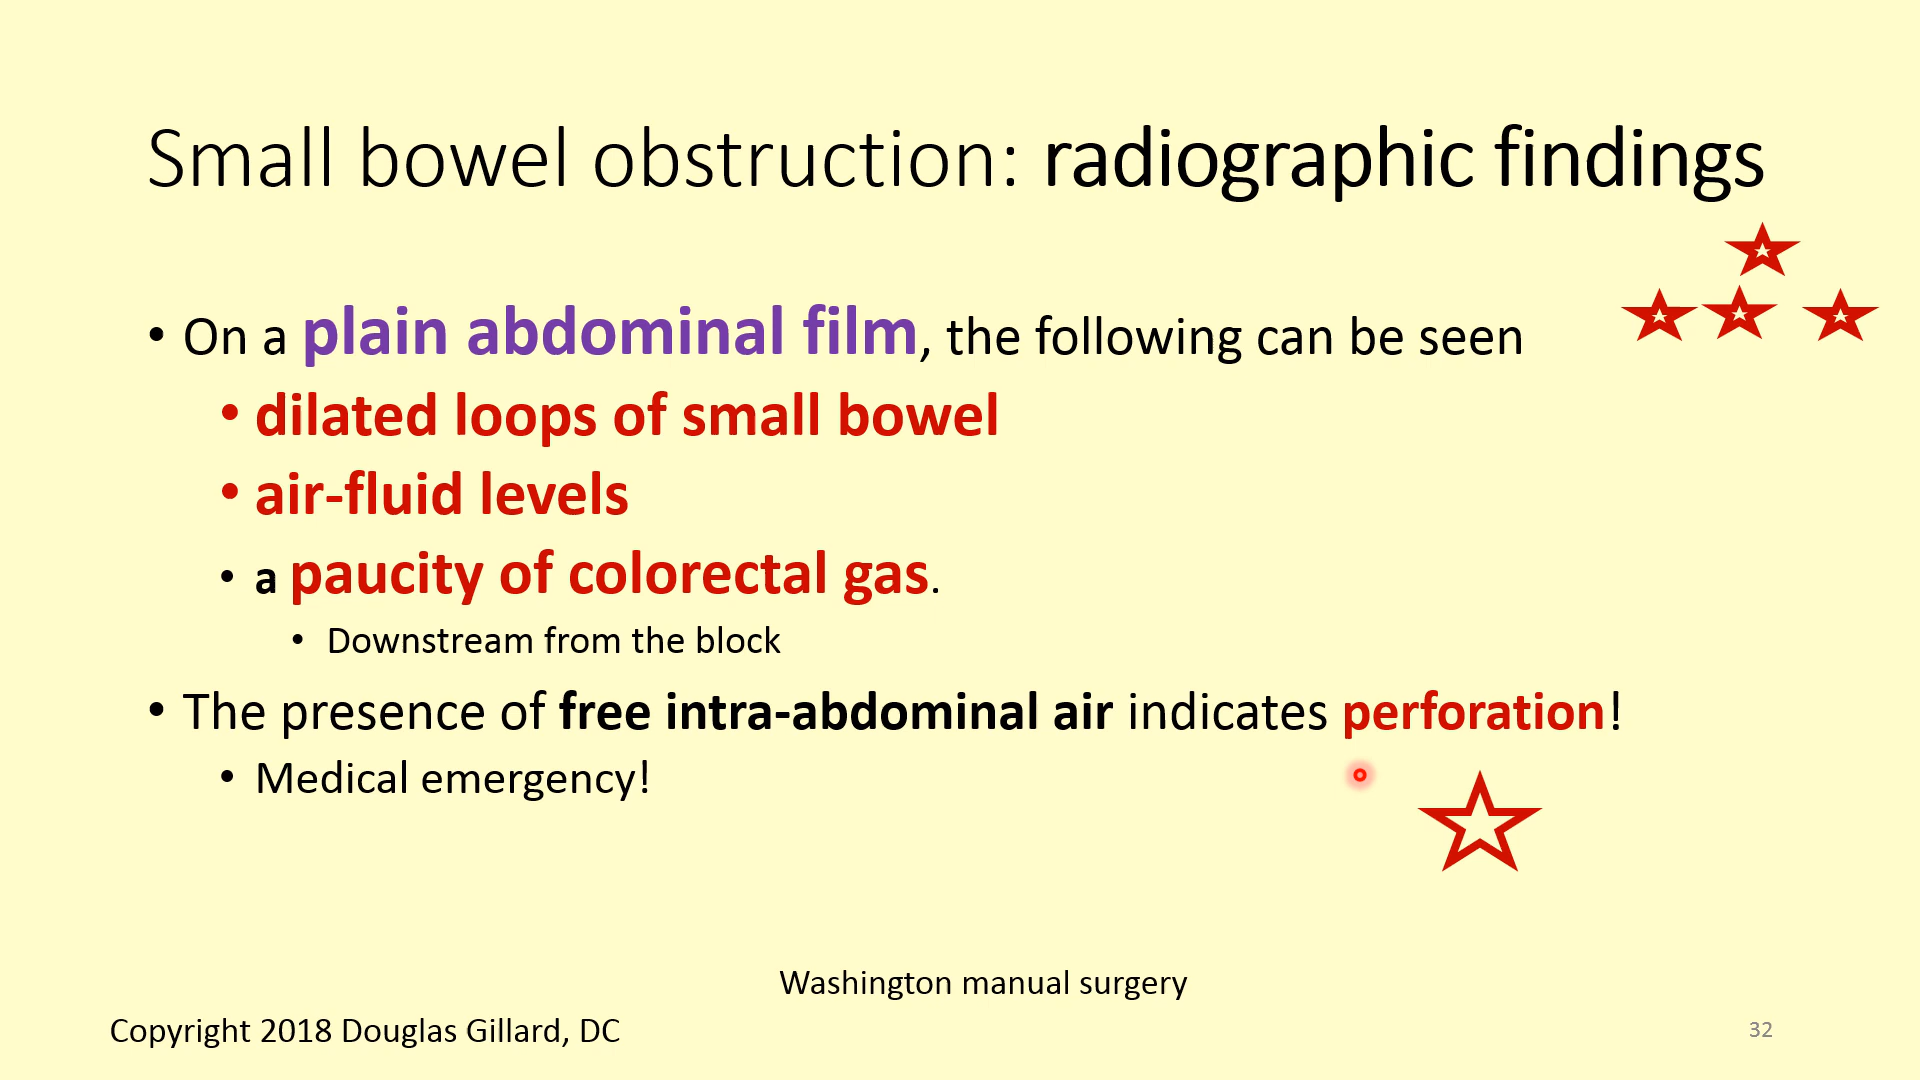 Small bowel obstruction: radiographic findings
• On a plain abdominal film, the following can be seen
• dilated loops of small bowel
• air-fluid levels
• a paucity of colorectal gas.
• Downstream from the block
• The presence of free intra-abdominal air indicates perforation!
• Medical emergency!
Washington manual surgery
Copyright 2018 Douglas Gillard, DC
32